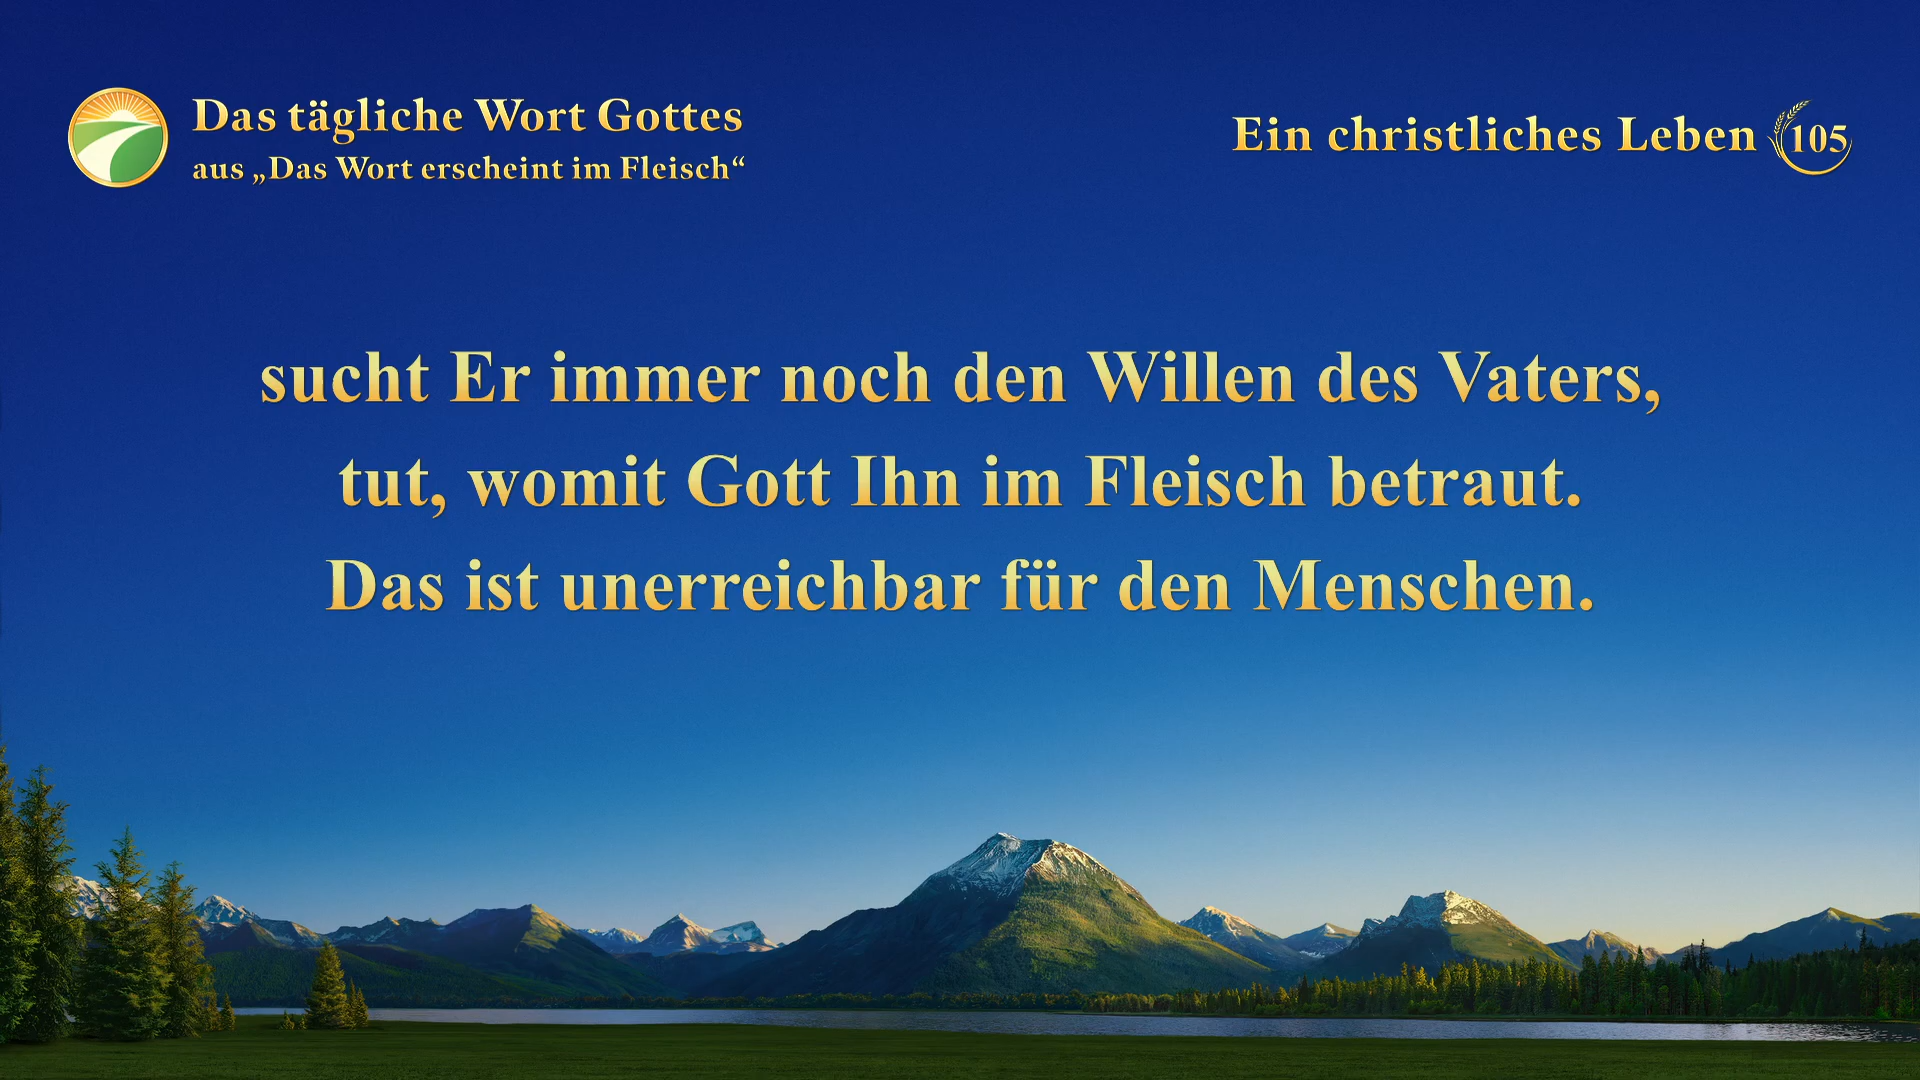 Das tägliche Wort Gottes
aus „Das Wort erscheint im Fleisch“
Ein christliches Leben 105
sucht Er immer noch den Willen des Vaters,
tut, womit Gott Ihn im Fleisch betraut.
Das ist unerreichbar für den Menschen.